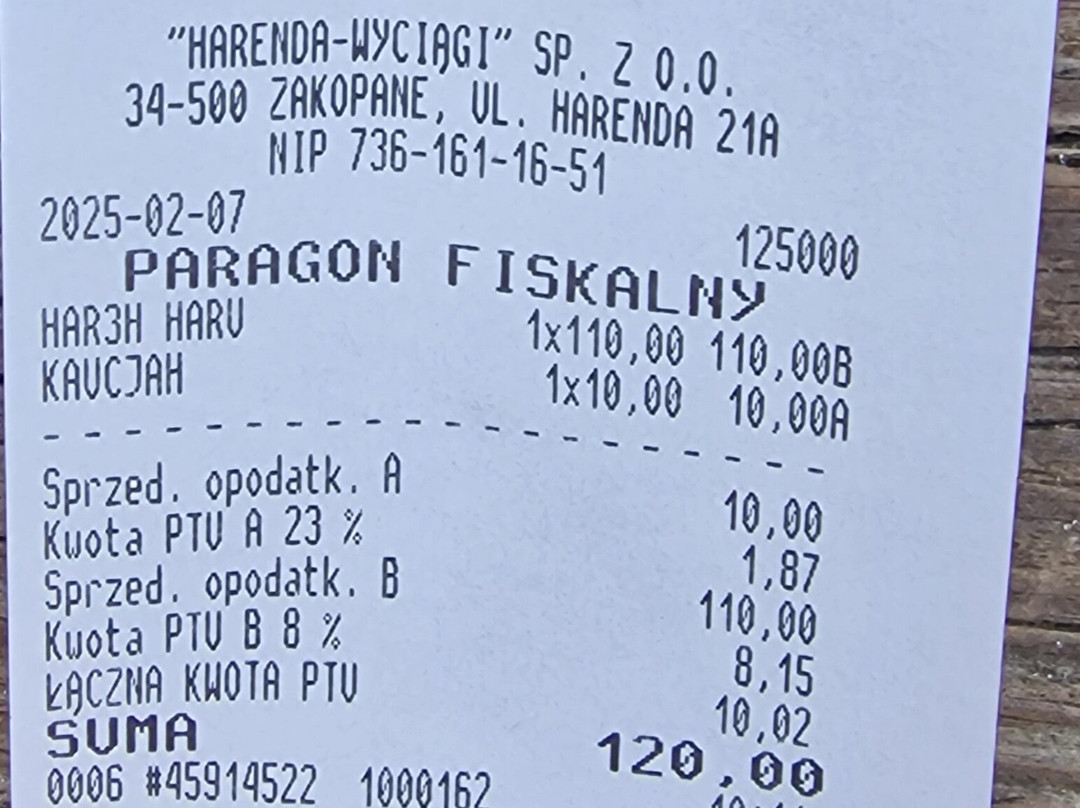 "HARENDA-WYCIĄGI" SP. Z O.O.
34-500 ZAKOPANE, UL. HARENDA 21A
NIP 736-161-16-51
2025-02-07 125000
PARAGON FISKALNY
HAR3H HARU 1x110,00 110,00B
KAUCJAH 1x10,00 10,00A
Sprzed. opodatk. A 10,00
Kwota PTU A 23 % 1,87
Sprzed. opodatk. B 110,00
Kwota PTU B 8 % 8,15
ŁĄCZNA KWOTA PTU 10,02
SUMA 120,00
0006 #45914522 1000162